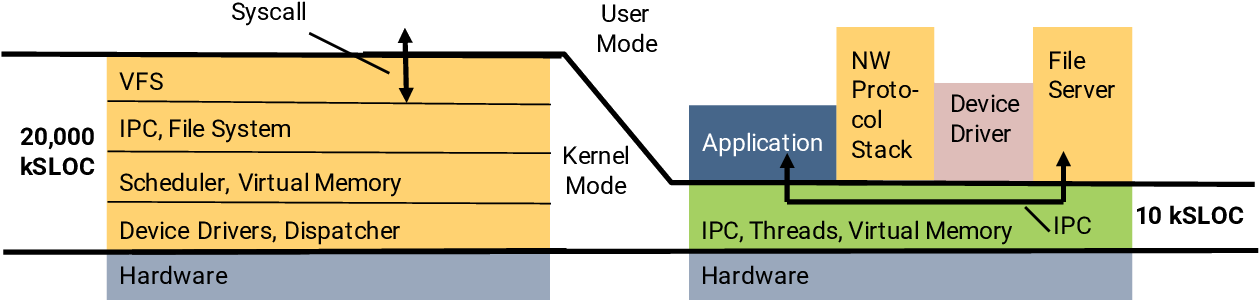 Syscall
User
Mode
VFS
IPC, File System
Scheduler, Virtual Memory
Device Drivers, Dispatcher
Hardware
20,000
kSLOC
Kernel
Mode
Application
NW
Proto-
col
Stack
Device
Driver
File
Server
IPC, Threads, Virtual Memory
IPC
Hardware
10 kSLOC